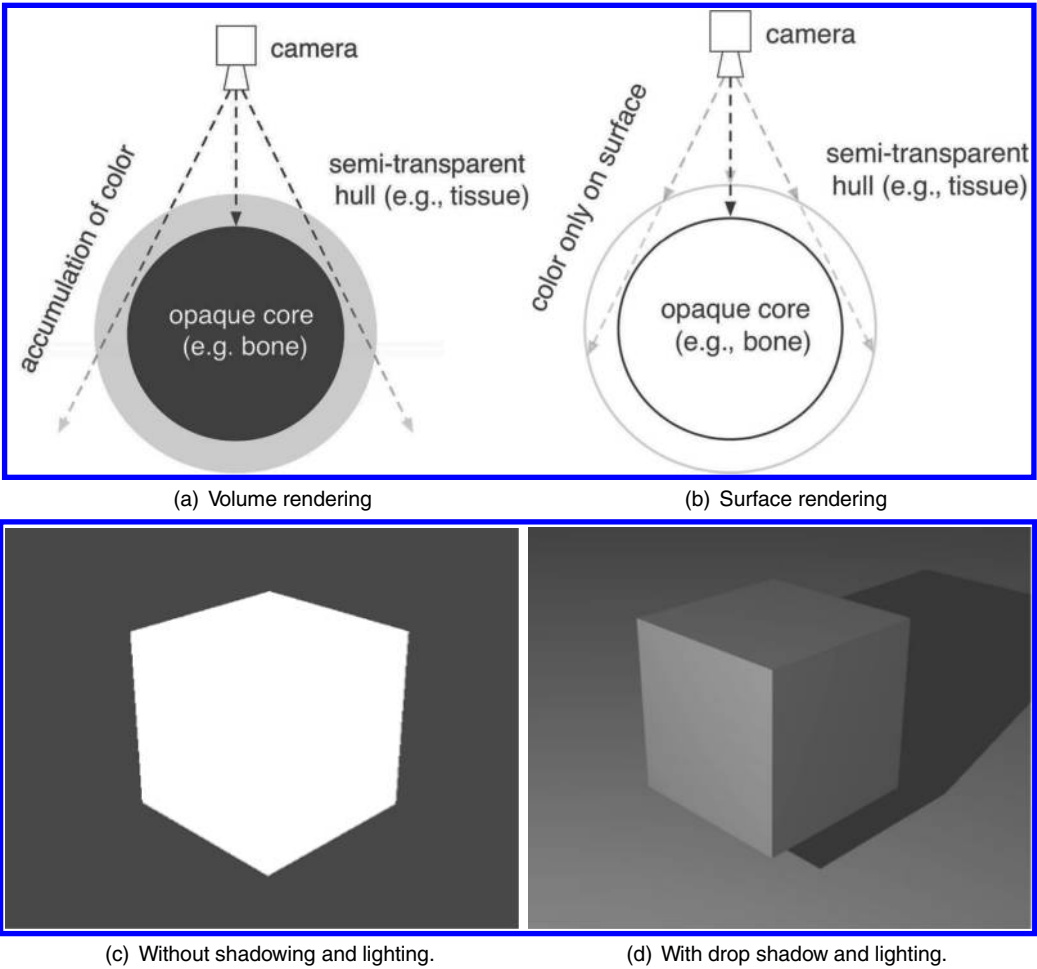 camera
accumulation of color
semi-transparent
hull (e.g., tissue)
opaque core
(e.g. bone)
camera
color only on surface
semi-transparent
hull (e.g., tissue)
opaque core
(e.g., bone)
(a) Volume rendering
(b) Surface rendering
(c) Without shadowing and lighting.
(d) With drop shadow and lighting.